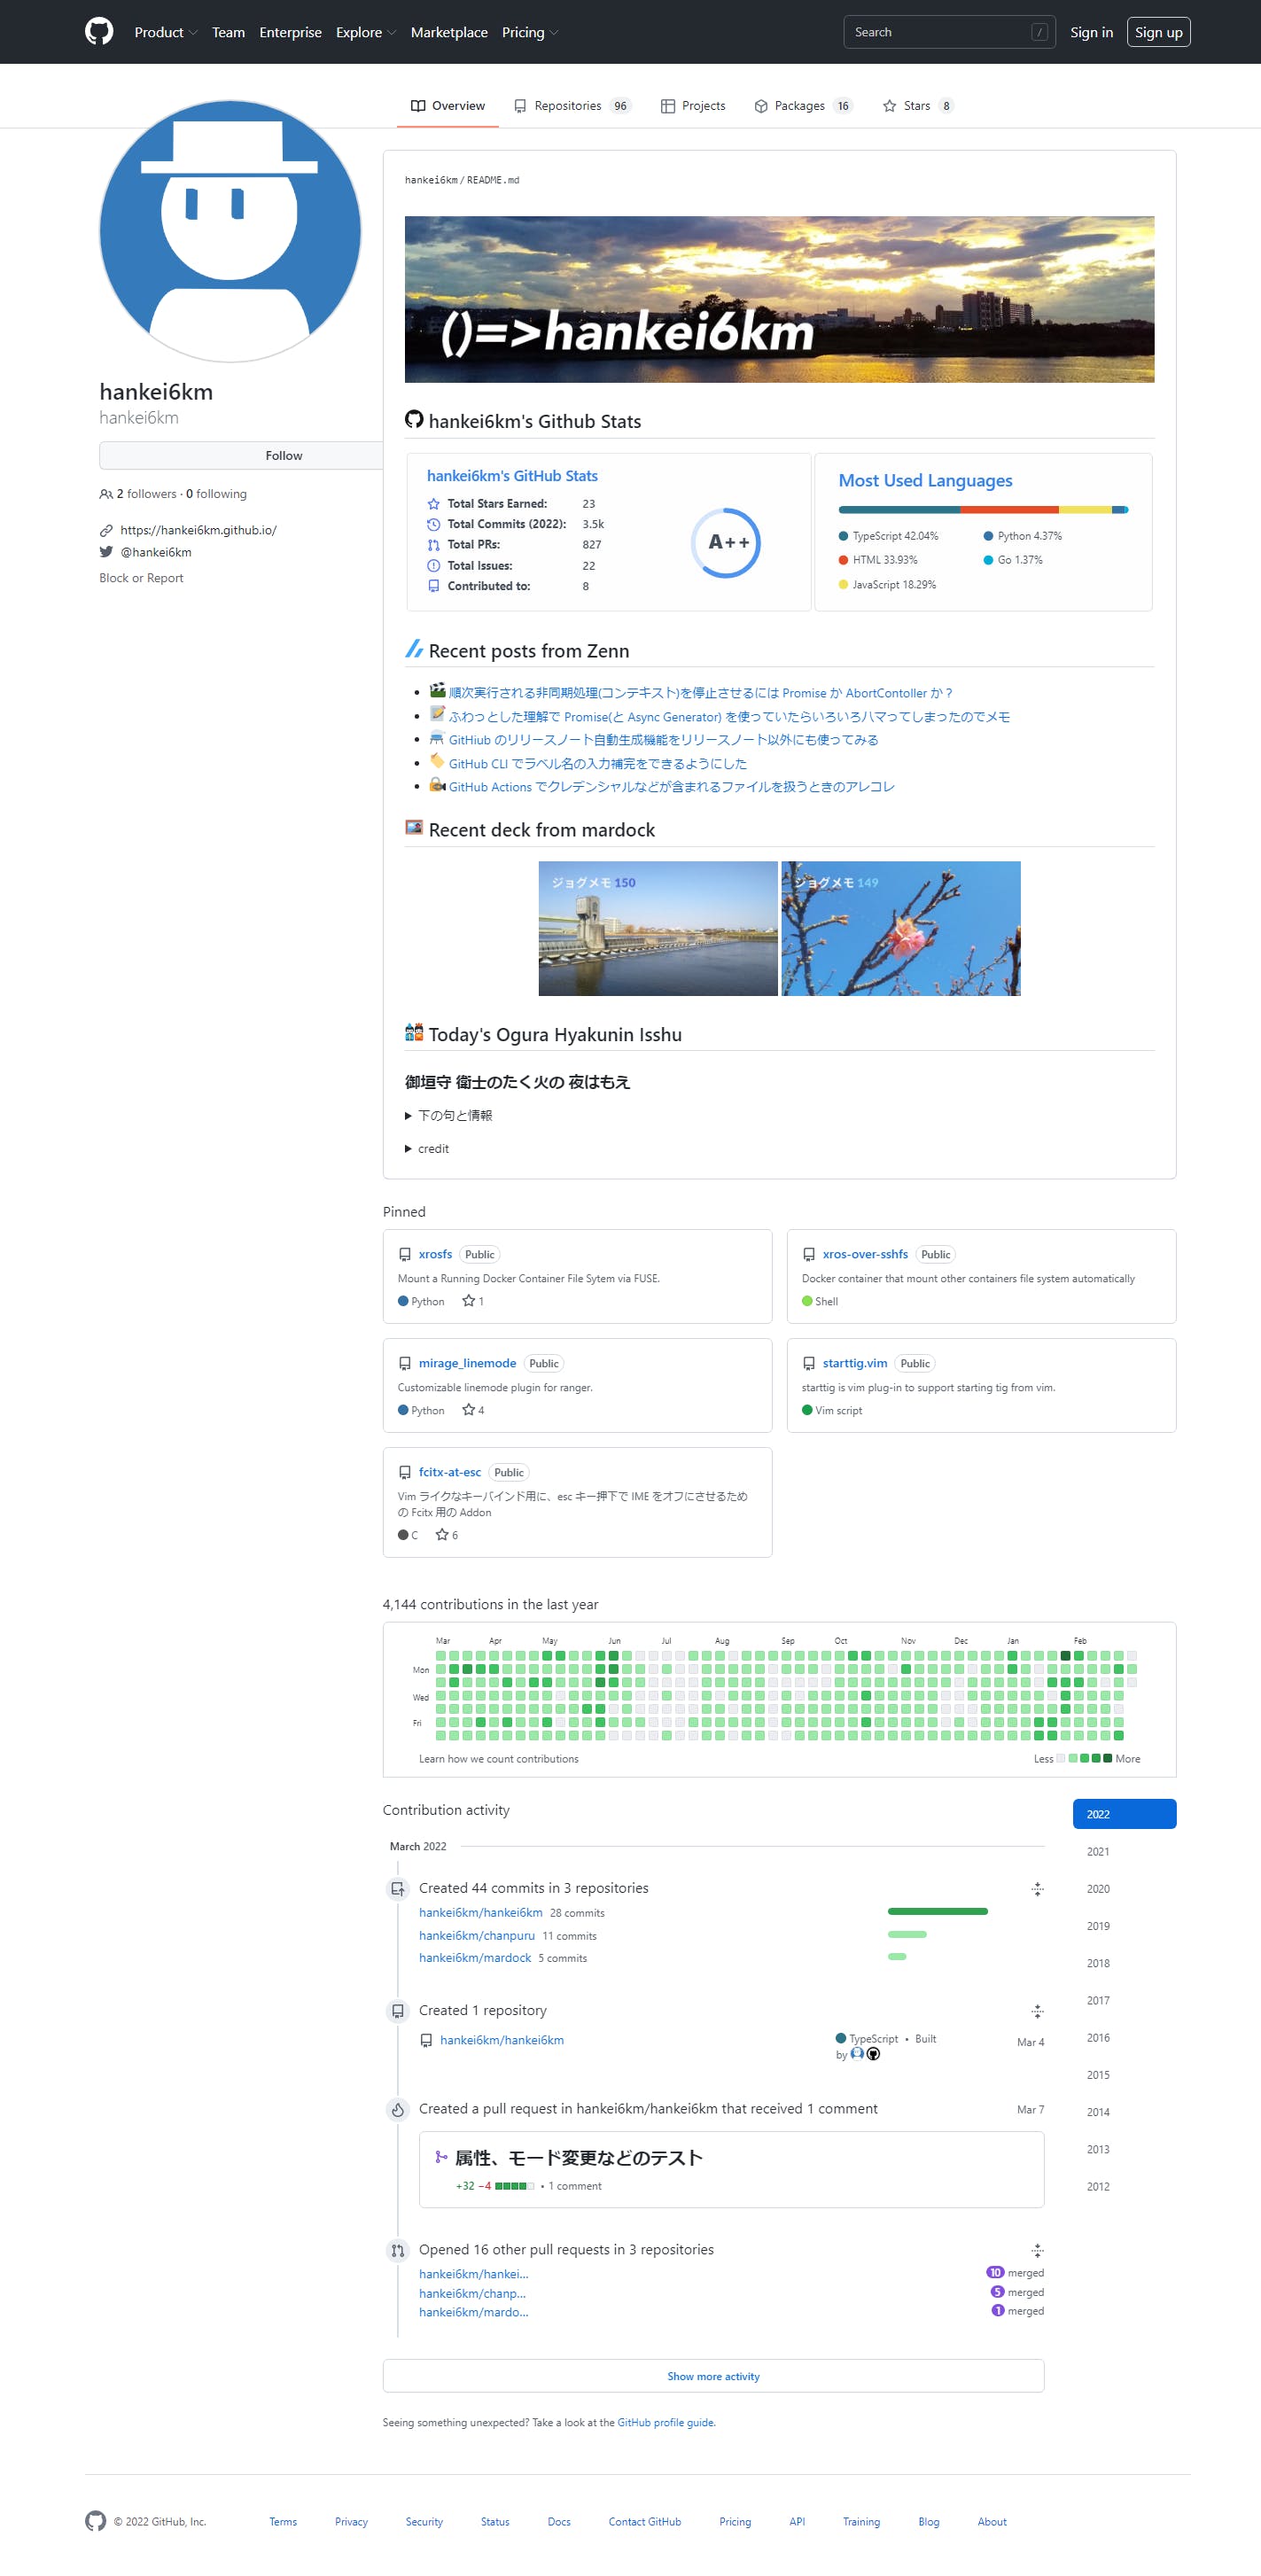 Product Team Enterprise Explore Marketplace Pricing Search / Sign in Sign up
Overview Repositories 96 Projects Packages 16 Stars 8
hankei6km
hankei6km
Follow
2 followers · 0 following
https://hankei6km.github.io/
@hankei6km
Block or Report
hankei6km / README.md
()=>hankei6km
hankei6km's Github Stats
hankei6km's GitHub Stats
Total Stars Earned: 23
Total Commits (2022): 3.5k
Total PRs: 827
Total Issues: 22
Contributed to: 8
A++
Most Used Languages
TypeScript 42.04%
HTML 33.93%
JavaScript 18.29%
Python 4.37%
Go 1.37%
Recent posts from Zenn
順次実行される非同期処理(コンテキスト)を停止させるには Promise か AbortContoller か?
ふわっとした理解で Promise(と Async Generator) を使っていたらいろいろハマってしまったのでメモ
GitHiub のリリースノート自動生成機能をリリースノート以外にも使ってみる
GitHub CLI でラベル名の入力補完をできるようにした
GitHub Actions でクレデンシャルなどが含まれるファイルを扱うときのアレコレ
Recent deck from mardock
ジョグメモ 150
ジョグメモ 149
Today's Ogura Hyakunin Isshu
御垣守 衛士のたく火の 夜はもえ
下の句と情報
credit
Pinned
xrosfs Public
Mount a Running Docker Container File Sytem via FUSE.
Python 1
xros-over-sshfs Public
Docker container that mount other containers file system automatically
Shell
mirage_linemode Public
Customizable linemode plugin for ranger.
Python 4
starttig.vim Public
starttig is vim plug-in to support starting tig from vim.
Vim script
fcitx-at-esc Public
Vim ライクなキーバインド用に、esc キー押下で IME をオフにさせるため
の Fcitx 用の Addon
C 6
4,144 contributions in the last year
Mar Apr May Jun Jul Aug Sep Oct Nov Dec Jan Feb
Mon
Wed
Fri
Learn how we count contributions
Less More
Contribution activity
March 2022
Created 44 commits in 3 repositories
hankei6km/hankei6km 28 commits
hankei6km/chanpuru 11 commits
hankei6km/mardock 5 commits
Created 1 repository
hankei6km/hankei6km
TypeScript • Built
by
Mar 4
Created a pull request in hankei6km/hankei6km that received 1 comment Mar 7
属性、モード変更などのテスト
+32 −4 • 1 comment
Opened 16 other pull requests in 3 repositories
hankei6km/hankei... 10 merged
hankei6km/chanp... 5 merged
hankei6km/mardo... 1 merged
Show more activity
Seeing something unexpected? Take a look at the GitHub profile guide.
2022
2021
2020
2019
2018
2017
2016
2015
2014
2013
2012
© 2022 GitHub, Inc. Terms Privacy Security Status Docs Contact GitHub Pricing API Training Blog About